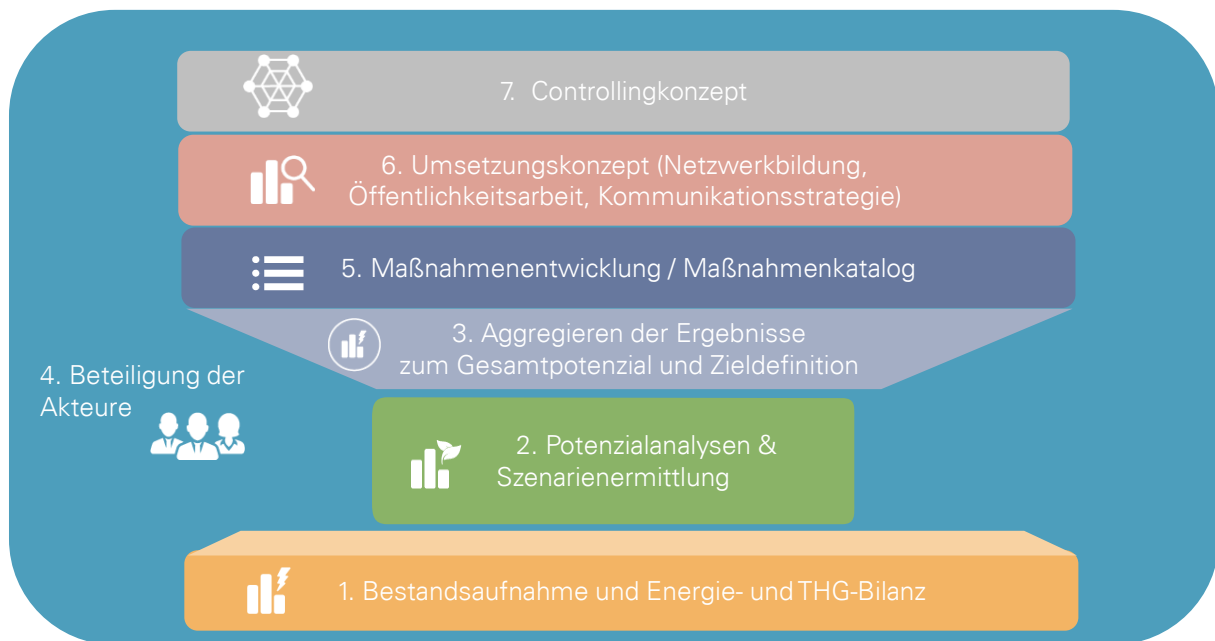 7. Controllingkonzept
6. Umsetzungskonzept (Netzwerkbildung,
Öffentlichkeitsarbeit, Kommunikationsstrategie)
5. Maßnahmenentwicklung / Maßnahmenkatalog
3. Aggregieren der Ergebnisse
zum Gesamtpotenzial und Zieldefinition
4. Beteiligung der
Akteure
2. Potenzialanalysen &
Szenarienermittlung
1. Bestandsaufnahme und Energie- und THG-Bilanz